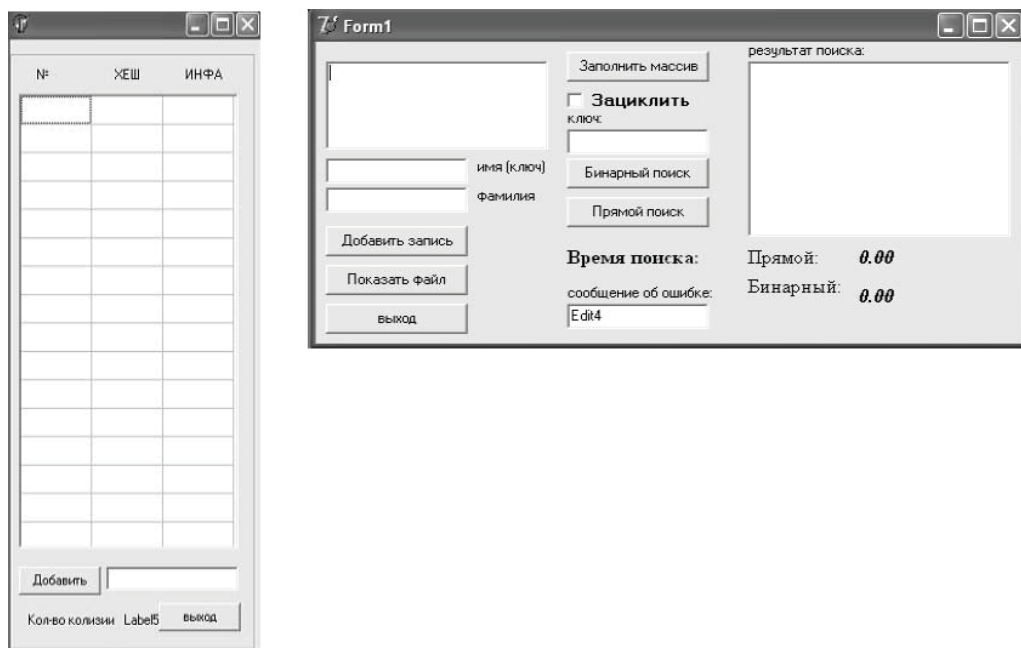 № ХЕШ ИНФА
Добавить
Кол-во колизии Label5 выход
Form1
имя (ключ)
фамилия
Добавить запись
Показать файл
выход
Заполнить массив
Зациклить
ключ:
Бинарный поиск
Прямой поиск
Время поиска:
сообщение об ошибке:
Edit4
результат поиска:
Прямой: 0.00
Бинарный: 0.00